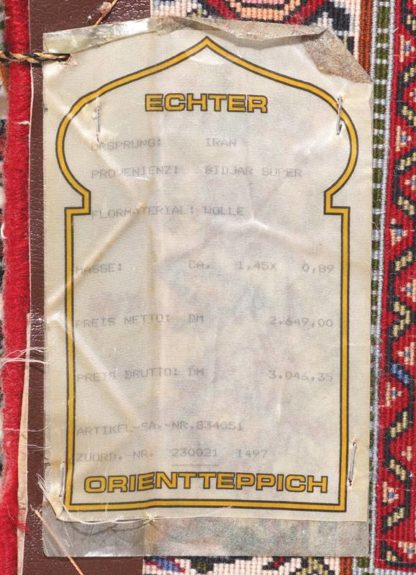 ECHTER
URSPRUNG: IRAN
PROVENIENZ: BIDJAR SUPER
FLORMATERIAL: WOLLE
MASSE: CA. 1,45X 0,89
PREIS NETTO: DM 2.649,00
PREIS BRUTTO: DM 3.046,35
ARTIKEL-SA.-NR.834051
ZUORD.-NR. 230021 1497
ORIENTTEPPICH